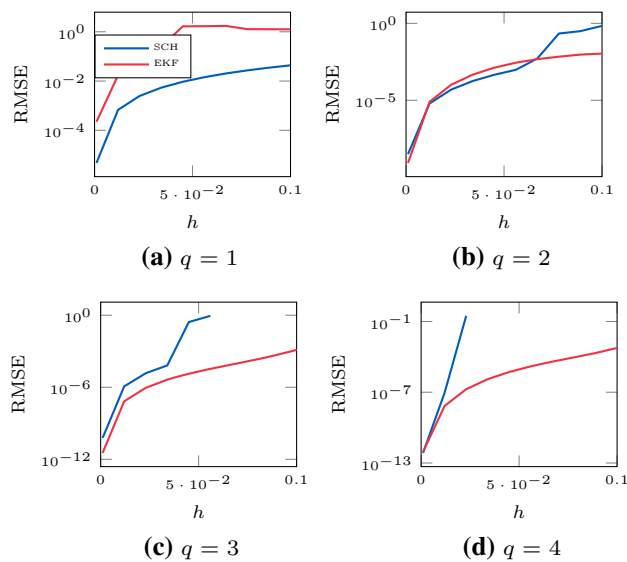 10^0
10^−2
10^−4
RMSE
SCH
EKF
0
5 · 10^−2
0.1
h
(a) q = 1
10^−5
RMSE
0
5 · 10^−2
0.1
h
(b) q = 2
10^0
10^−6
10^−12
RMSE
0
5 · 10^−2
0.1
h
(c) q = 3
10^−1
10^−7
10^−13
RMSE
0
5 · 10^−2
0.1
h
(d) q = 4